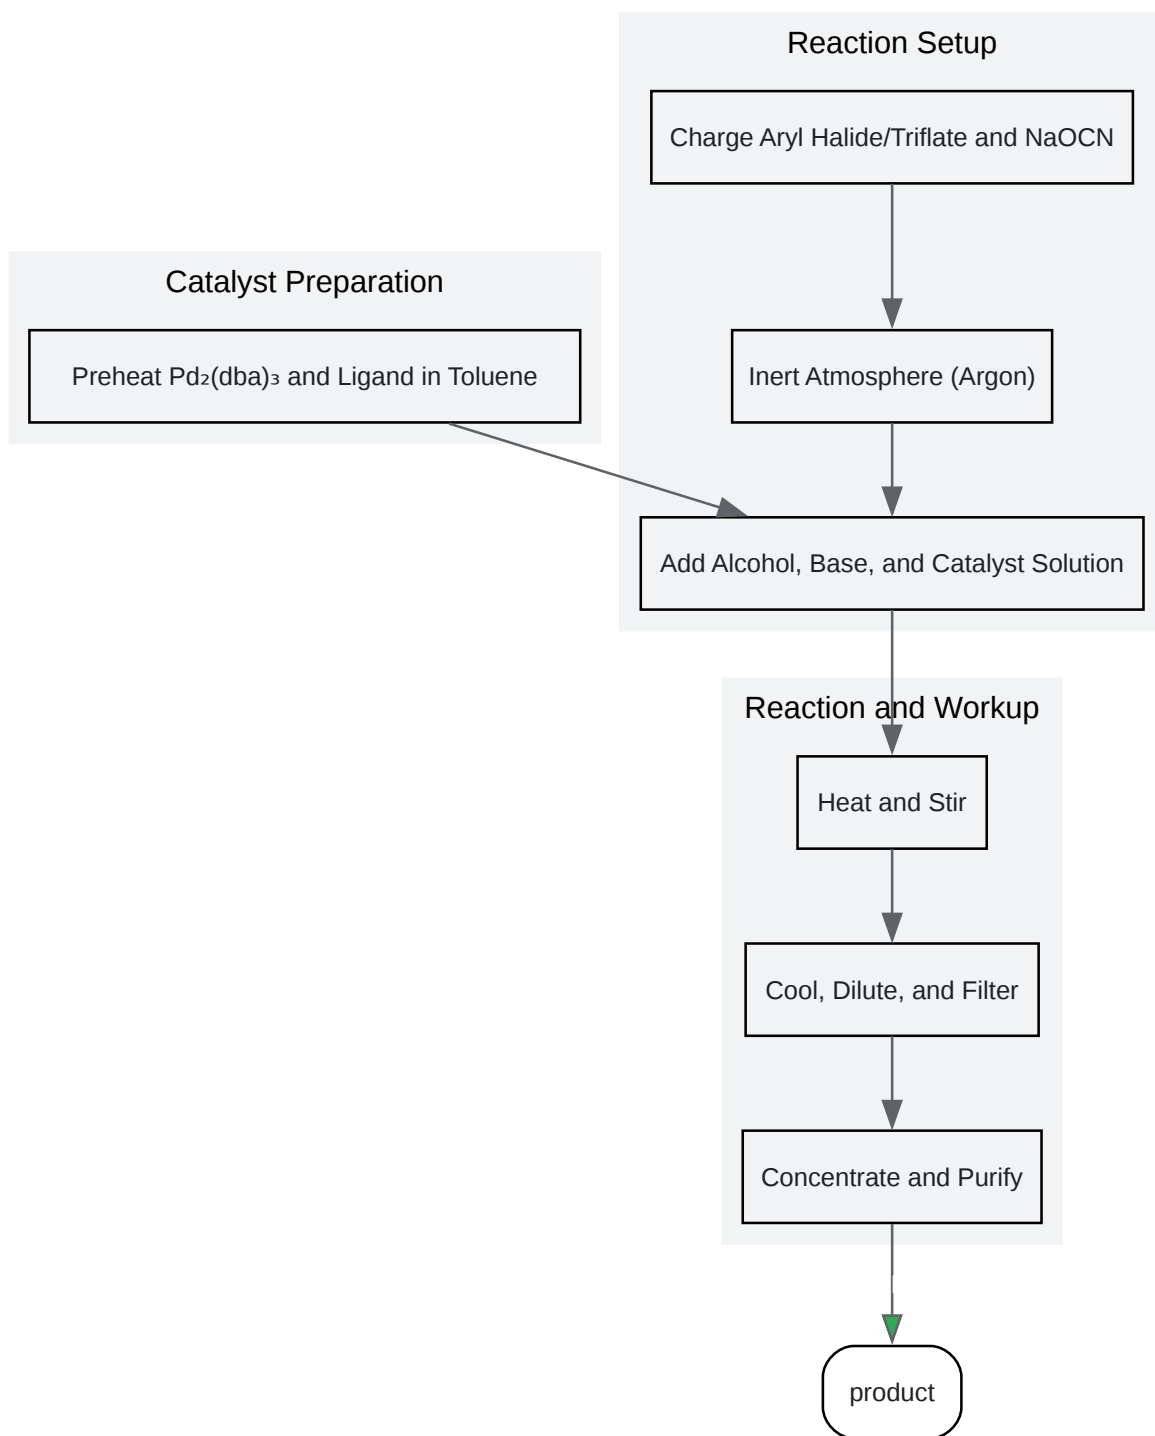 Reaction Setup
Charge Aryl Halide/Triflate and NaOCN
Catalyst Preparation
Preheat Pd₂(dba)₃ and Ligand in Toluene
Inert Atmosphere (Argon)
Add Alcohol, Base, and Catalyst Solution
Reaction and Workup
Heat and Stir
Cool, Dilute, and Filter
Concentrate and Purify
product